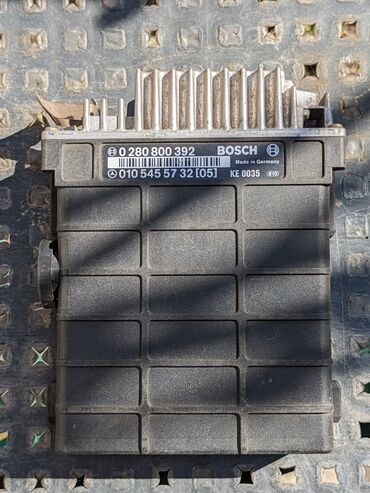 0 280 800 392 BOSCH
Made in Germany
010 545 57 32 [05] KE 0035